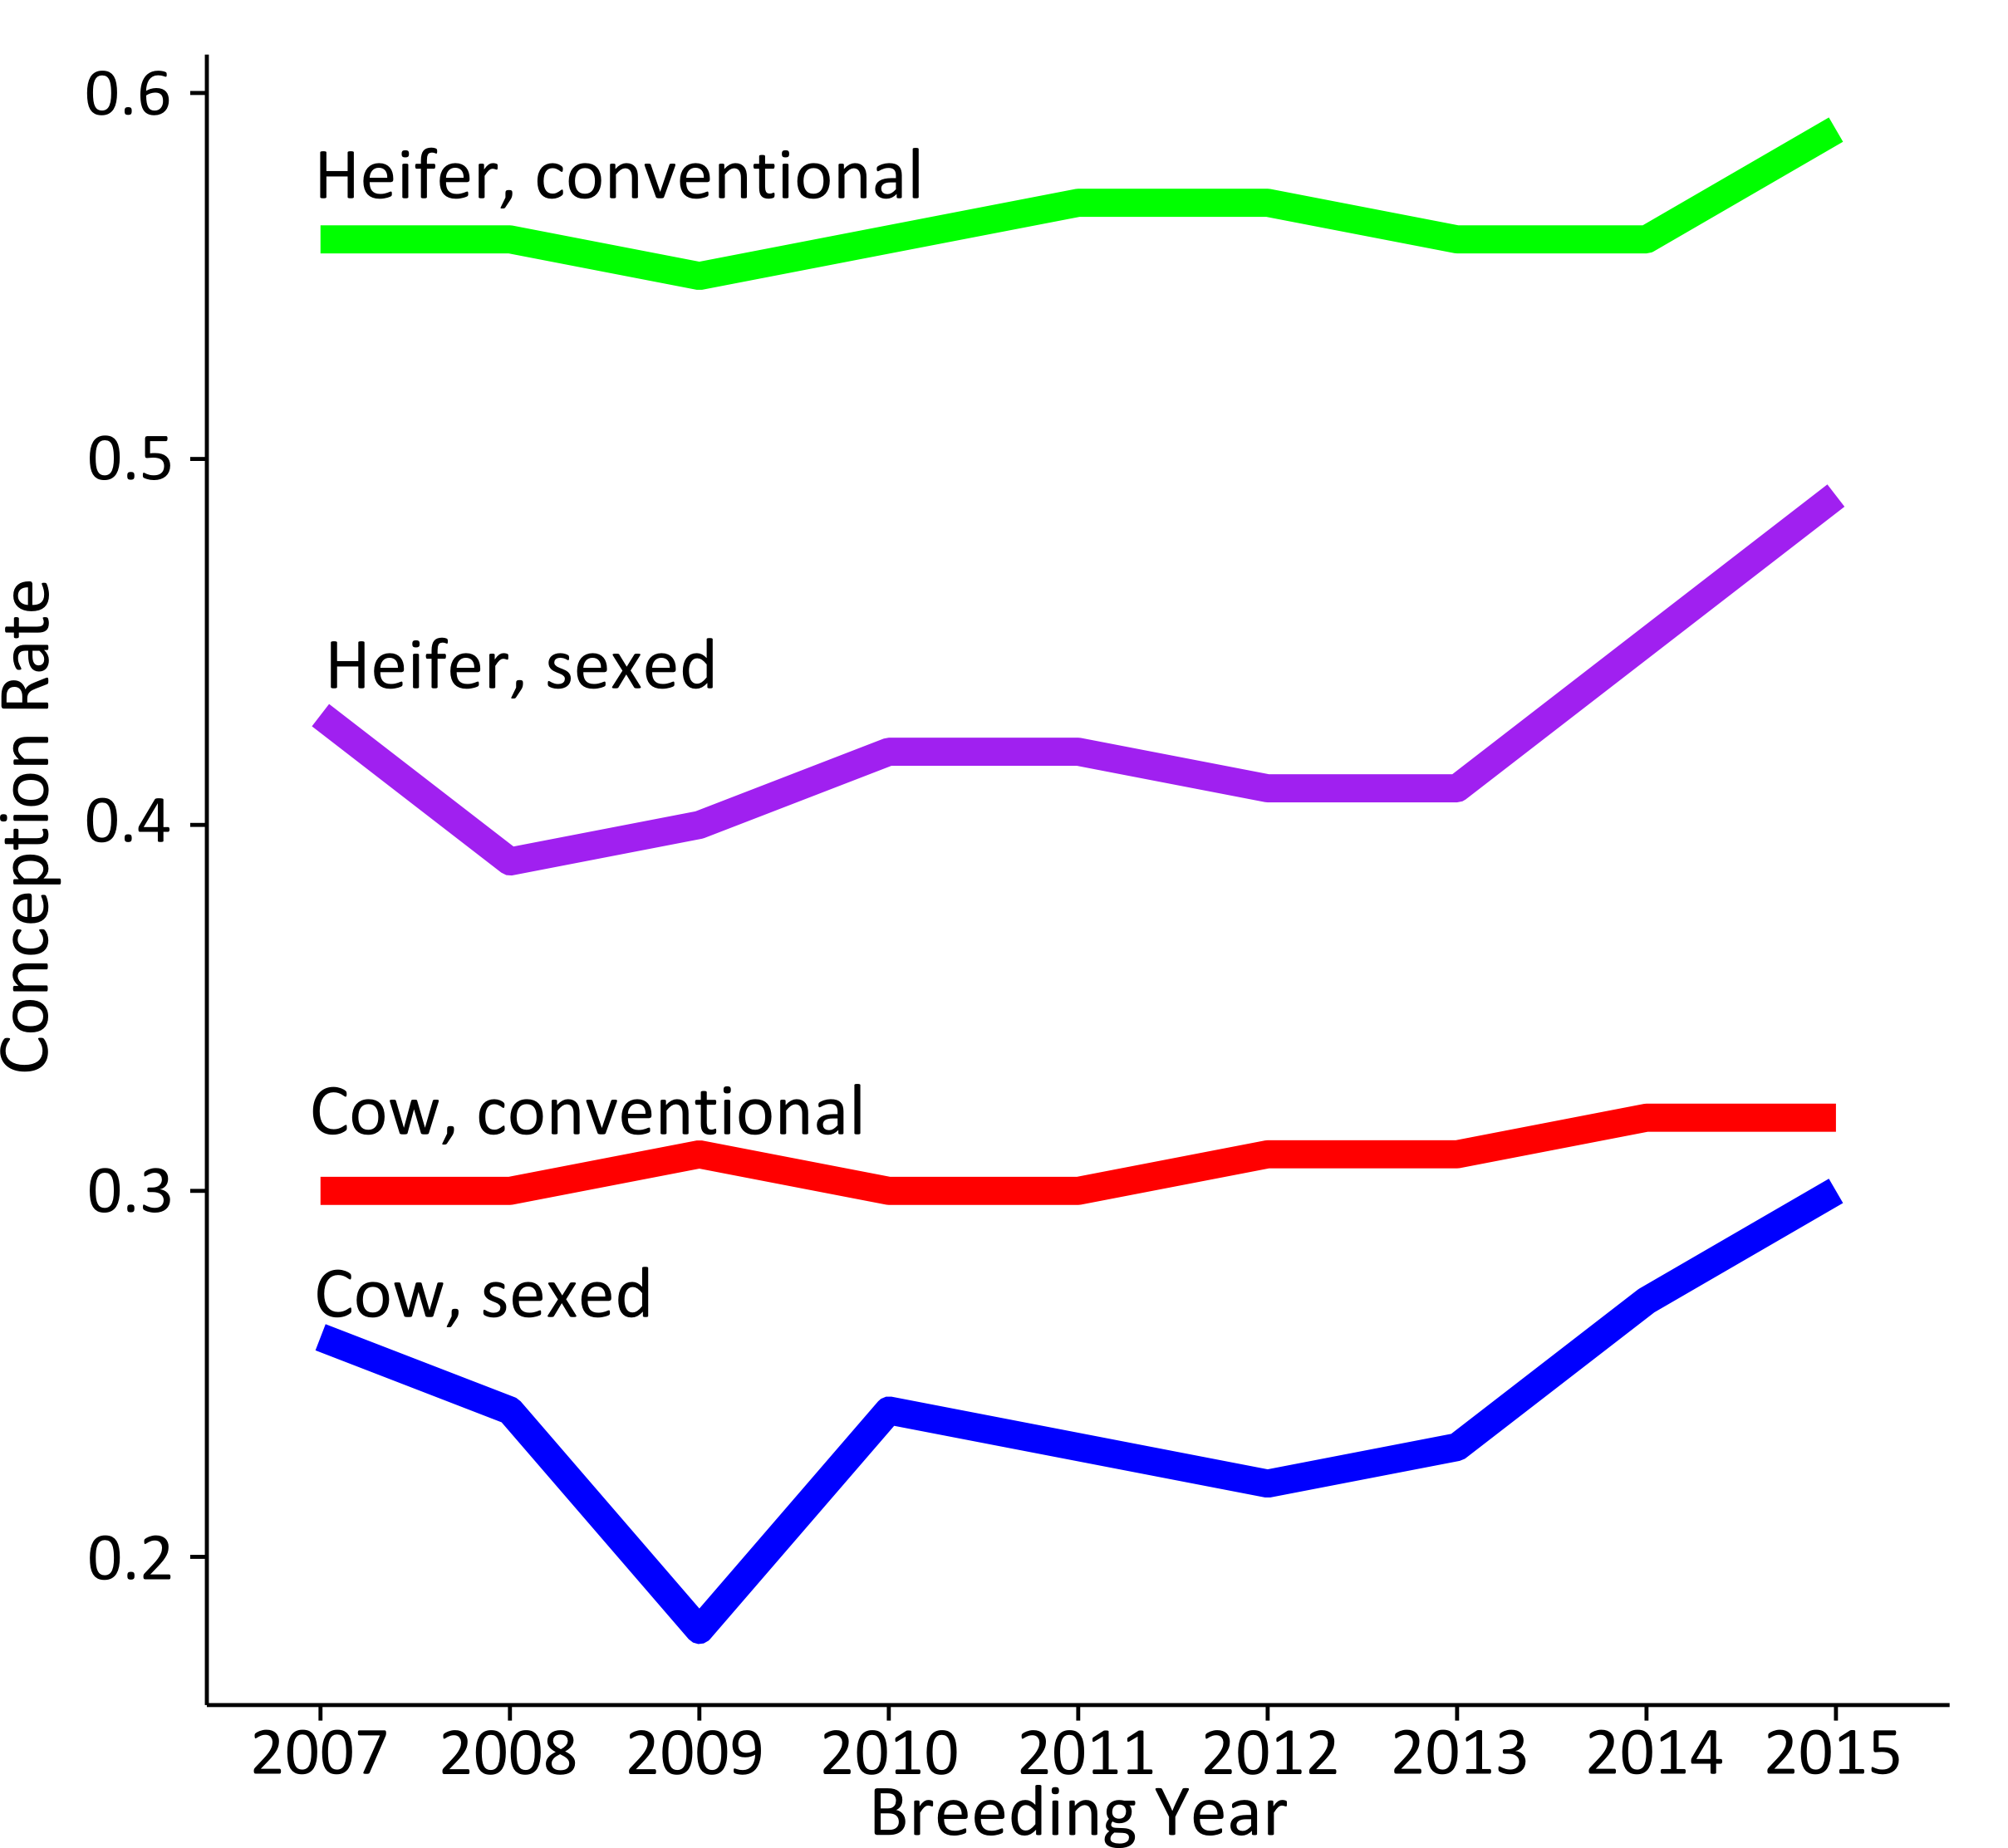 0.6
Heifer, conventional
0.5
Heifer, sexed
0.4
Cow, conventional
0.3
Cow, sexed
0.2
Conception Rate
2007 2008 2009 2010 2011 2012 2013 2014 2015
Breeding Year